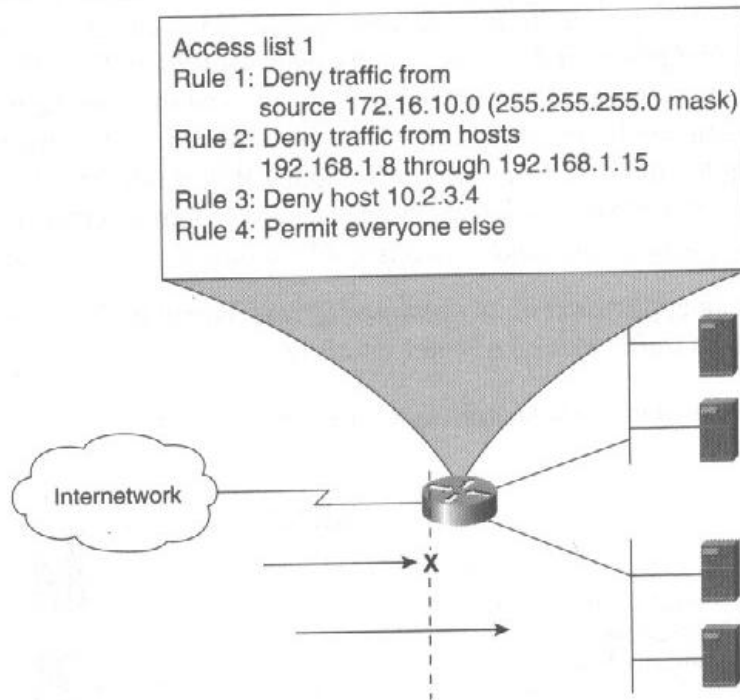 Access list 1
Rule 1: Deny traffic from
source 172.16.10.0 (255.255.255.0 mask)
Rule 2: Deny traffic from hosts
192.168.1.8 through 192.168.1.15
Rule 3: Deny host 10.2.3.4
Rule 4: Permit everyone else
Internetwork
X